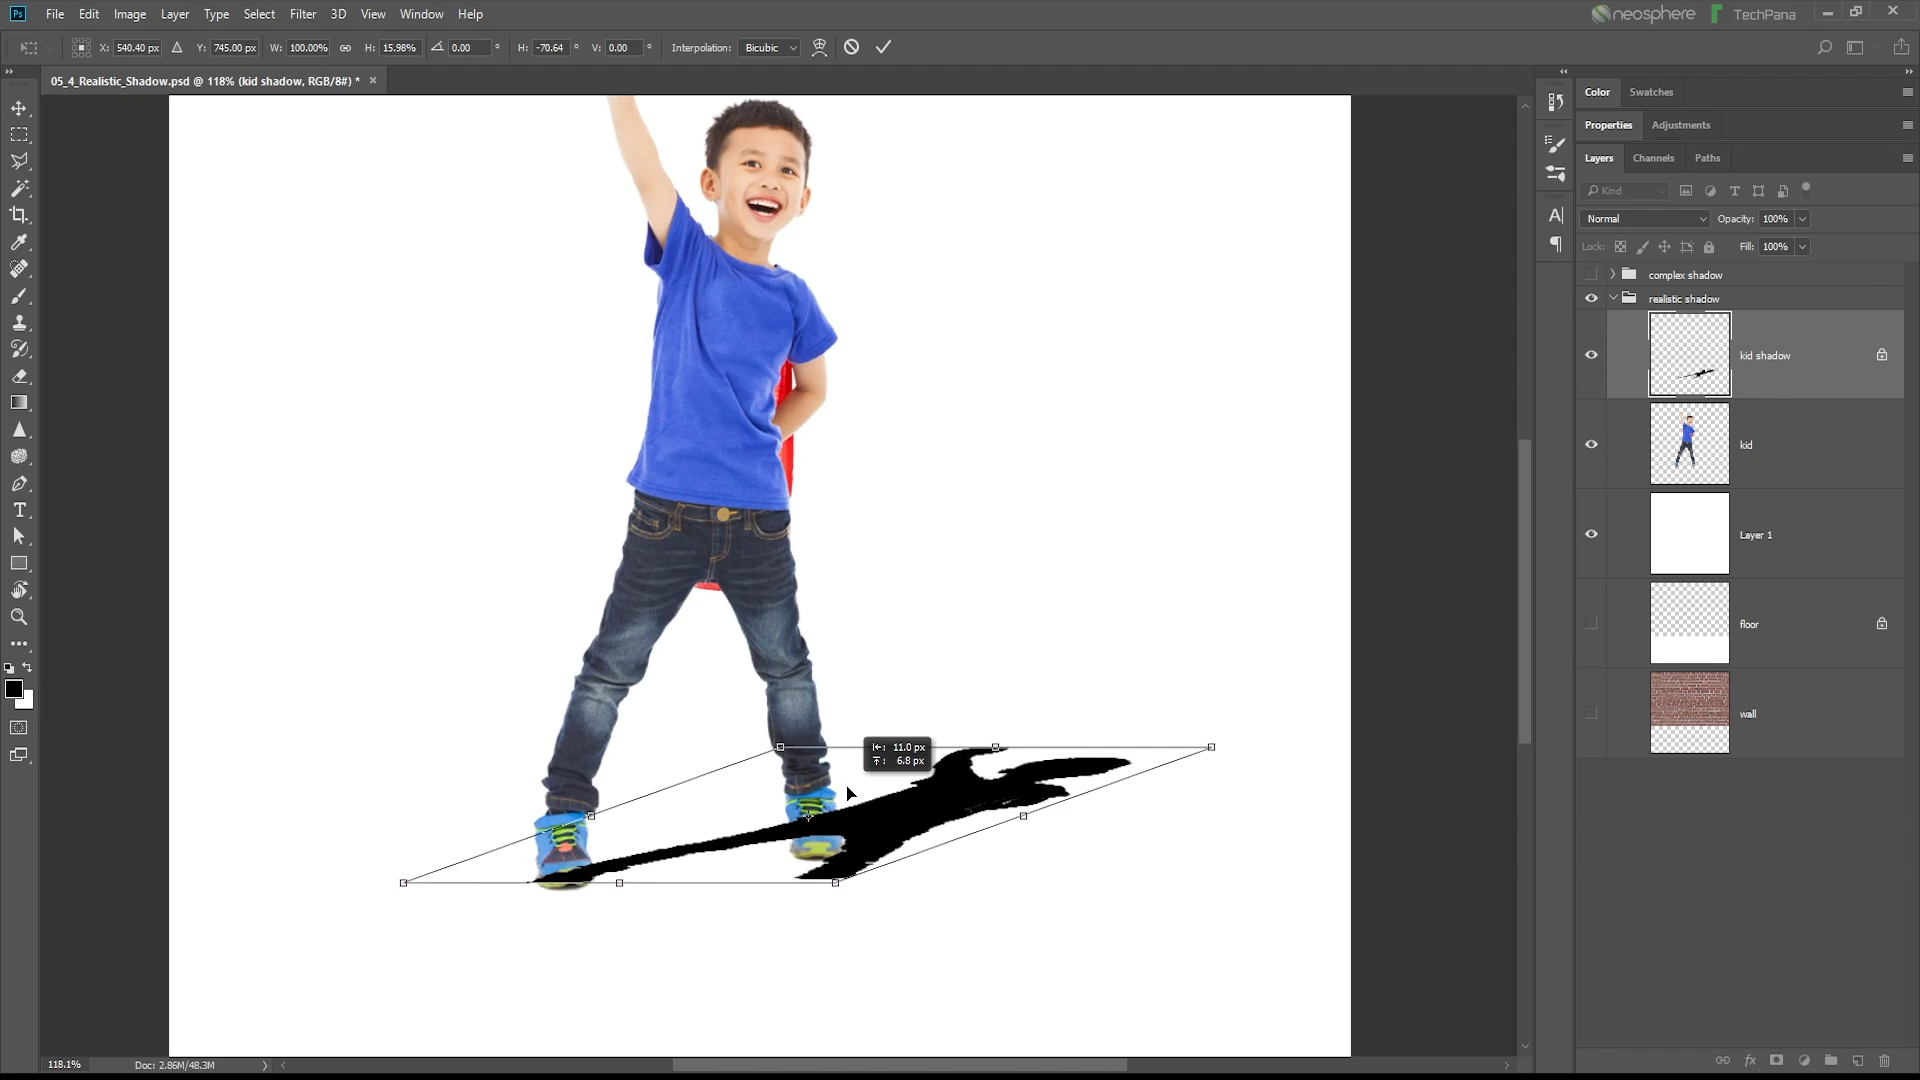 Ps File Edit Image Layer Type Select Filter 3D View Window Help neosphere TechPana
X: 540.40 px Y: 745.00 px W: 100.00% H: 15.98% 0.00 ° H: -70.64 ° V: 0.00 ° Interpolation: Bicubic
05_4_Realistic_Shadow.psd @ 118% (kid shadow, RGB/8#) * ×
Color Swatches
Properties Adjustments
Layers Channels Paths
Kind
Normal Opacity: 100%
Lock: Fill: 100%
complex shadow
realistic shadow
kid shadow
kid
Layer 1
floor
wall
11.0 px
6.8 px
118.1% Doc: 2.86M/48.3M